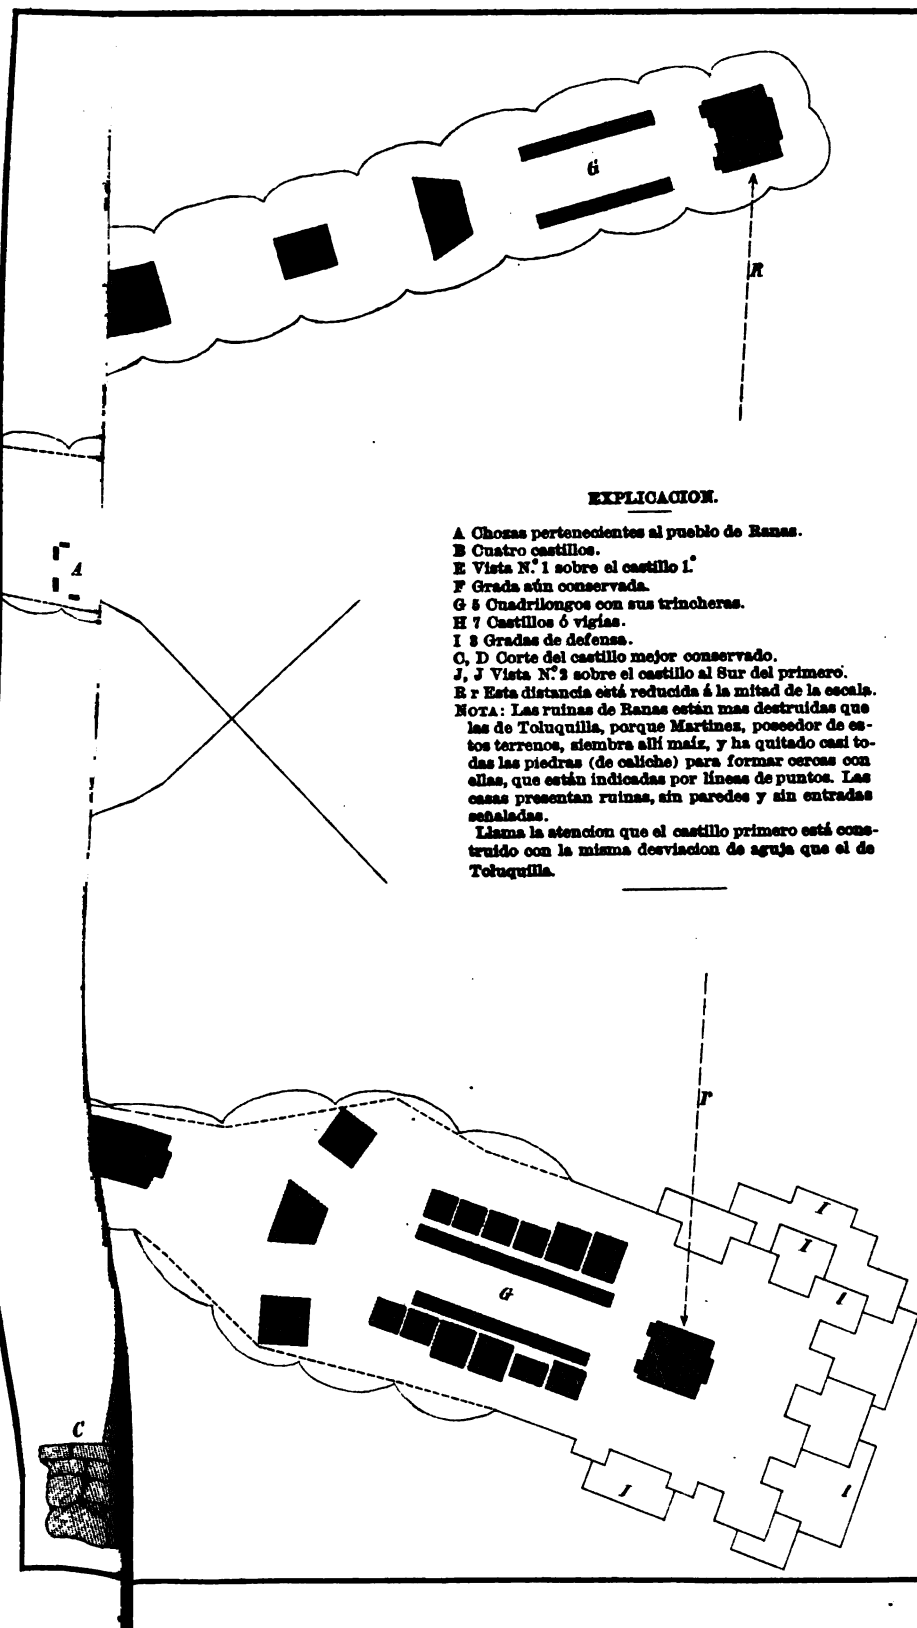 G
R
A
EXPLICACION.
A Chozas pertenecientes al pueblo de Ranas.
B Cuatro castillos.
E Vista N.º 1 sobre el castillo 1.º
F Grada aún conservada.
G 5 Cuadrilongos con sus trincheras.
H 7 Castillos ó vigías.
I 8 Gradas de defensa.
C, D Corte del castillo mejor conservado.
J, J Vista N.º 2 sobre el castillo al Sur del primero.
R r Esta distancia está reducida á la mitad de la escala.
NOTA: Las ruinas de Ranas están mas destruidas que
las de Toluquilla, porque Martinez, poseedor de es-
tos terrenos, siembra allí maíz, y ha quitado casi to-
das las piedras (de caliche) para formar cercas con
ellas, que están indicadas por líneas de puntos. Las
casas presentan ruinas, sin paredes y sin entradas
señaladas.
Llama la atencion que el castillo primero está cons-
truido con la misma desviacion de aguja que el de
Toluquilla.
r
I
I
I
G
C
J
I